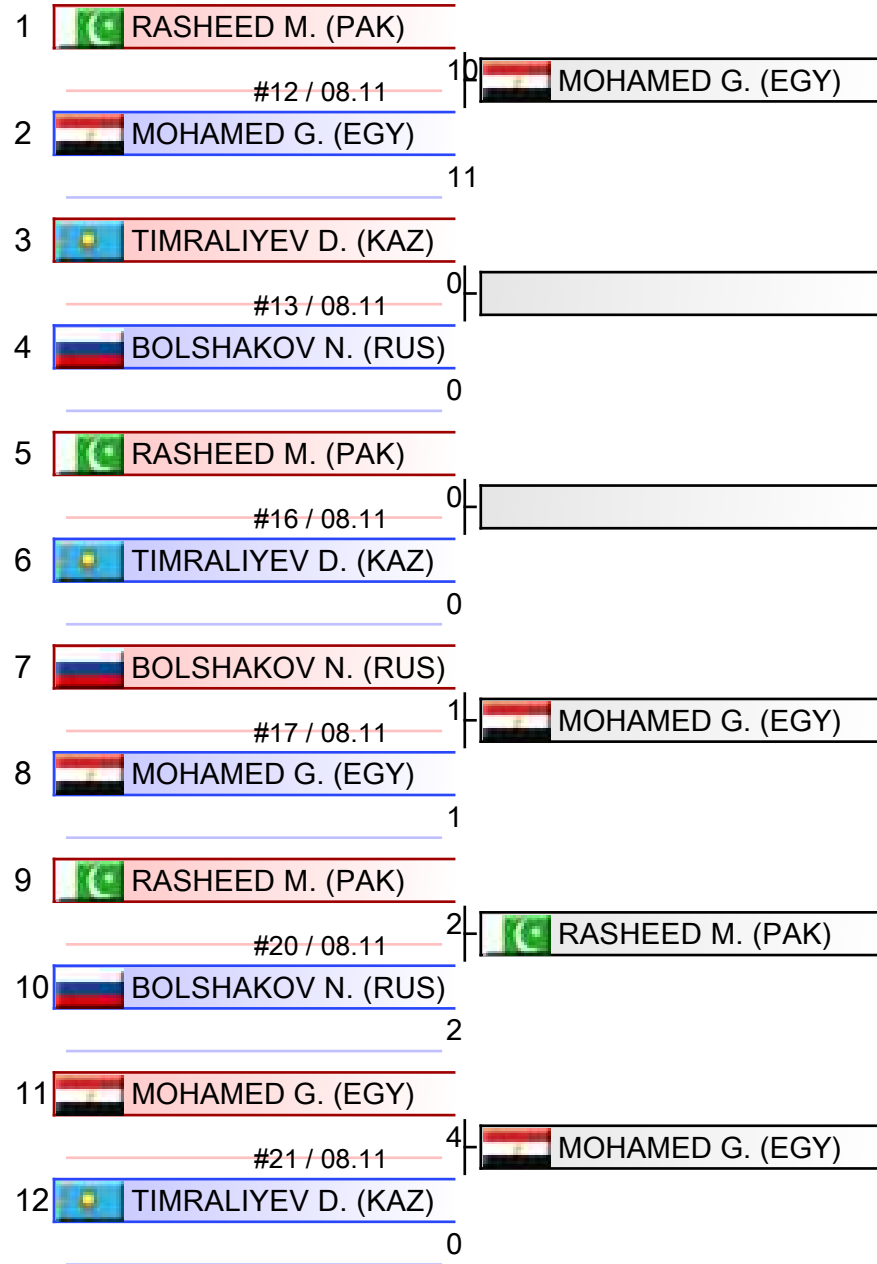 1 RASHEED M. (PAK)
10 MOHAMED G. (EGY)
#12 / 08.11
2 MOHAMED G. (EGY)
11
3 TIMRALIYEV D. (KAZ)
0
#13 / 08.11
4 BOLSHAKOV N. (RUS)
0
5 RASHEED M. (PAK)
0
#16 / 08.11
6 TIMRALIYEV D. (KAZ)
0
7 BOLSHAKOV N. (RUS)
1 MOHAMED G. (EGY)
#17 / 08.11
8 MOHAMED G. (EGY)
1
9 RASHEED M. (PAK)
2 RASHEED M. (PAK)
#20 / 08.11
10 BOLSHAKOV N. (RUS)
2
11 MOHAMED G. (EGY)
4 MOHAMED G. (EGY)
#21 / 08.11
12 TIMRALIYEV D. (KAZ)
0